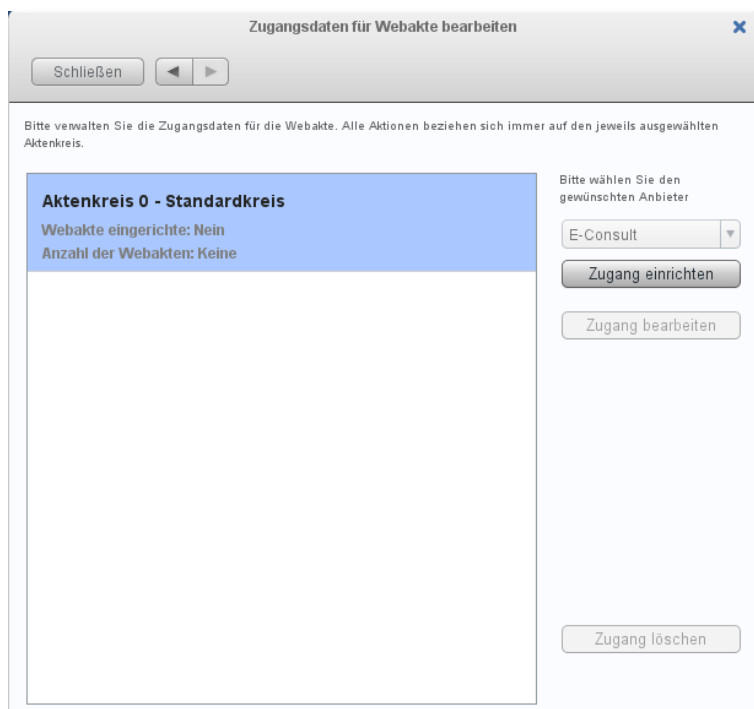 Zugangsdaten für Webakte bearbeiten
Schließen
Bitte verwalten Sie die Zugangsdaten für die Webakte. Alle Aktionen beziehen sich immer auf den jeweils ausgewählten
Aktenkreis.
Aktenkreis 0 - Standardkreis
Webakte eingerichte: Nein
Anzahl der Webakten: Keine
Bitte wählen Sie den
gewünschten Anbieter
E-Consult
Zugang einrichten
Zugang bearbeiten
Zugang löschen